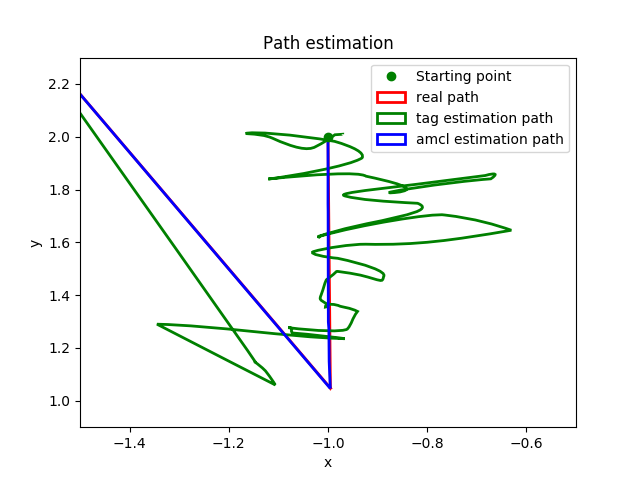 Path estimation
Starting point
real path
tag estimation path
amcl estimation path
2.2
2.0
1.8
1.6
1.4
1.2
1.0
y
−1.4
−1.2
−1.0
−0.8
−0.6
x